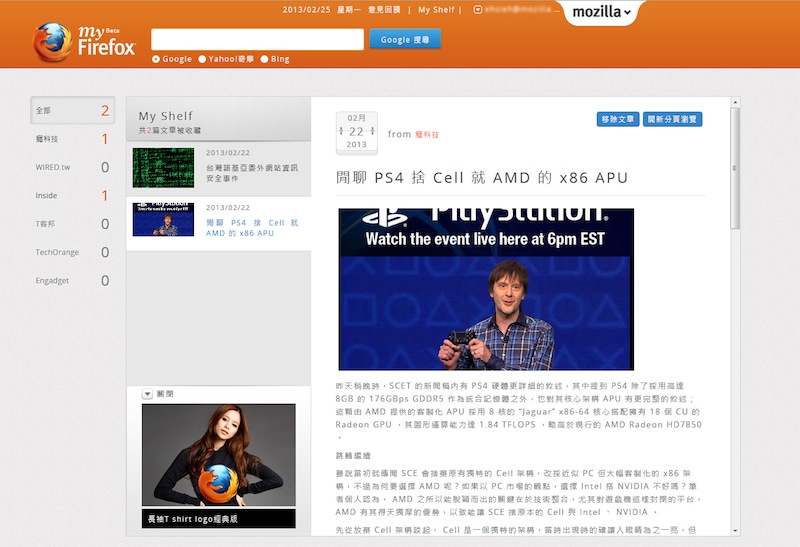 2013/02/25 星期一 意見回饋 | My Shelf |
mozilla
my Beta
Firefox
Google 搜尋
Google Yahoo!奇摩 Bing
全部 2
癮科技 1
WIRED.tw 0
Inside 1
T客邦 0
TechOrange 0
Engadget 0
My Shelf
共2篇文章被收藏
2013/02/22
台灣諾基亞委外網站資訊
安全事件
2013/02/22
閒聊 PS4 捨 Cell 就
AMD 的 x86 APU
關閉
長袖T shirt logo經典版
02月
22
2013
from 癮科技
移除文章 開新分頁瀏覽
閒聊 PS4 捨 Cell 就 AMD 的 x86 APU
PlayStation.
Watch the event live here at 6pm EST
昨天稍晚時，SCET 的新聞稿內有 PS4 硬體更詳細的敘述，其中提到 PS4 除了採用高達
8GB 的 176GBps GDDR5 作為統合記憶體之外，也對其核心架構 APU 有更完整的敘述；
這顆由 AMD 提供的客製化 APU 採用 8 核的 "Jaguar" x86-64 核心搭配擁有 18 個 CU 的
Radeon GPU ，其圖形運算能力達 1.84 TFLOPS ，略高於現行的 AMD Radeon HD7850
。
跳轉繼續
雖說當初就傳聞 SCE 會捨棄原有獨特的 Cell 架構，改採近似 PC 但大幅客製化的 x86 架
構，不過為何要選擇 AMD 呢？如果以 PC 市場的觀點，選擇 Intel 搭 NVIDIA 不好嗎？筆
者個人認為， AMD 之所以能脫穎而出的關鍵在於技術整合，尤其對遊戲機這樣封閉的平台，
AMD 有其得天獨厚的優勢，以致能讓 SCE 捨原本的 Cell 與 Intel 、 NVIDIA 。
先從放棄 Cell 架構談起， Cell 是一個獨特的架構，當時出現時的確讓人眼睛為之一亮，但